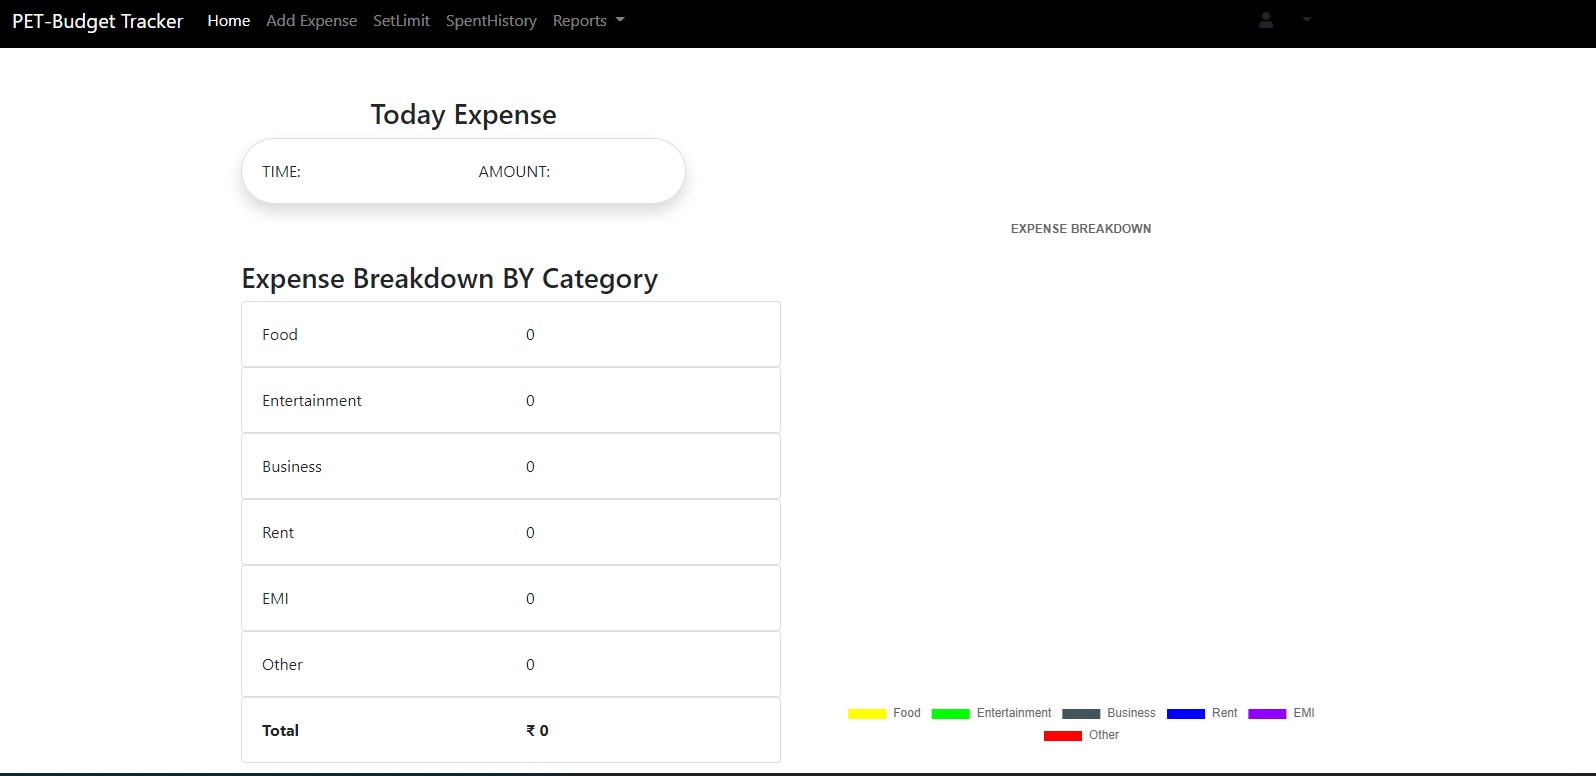 PET-Budget Tracker Home Add Expense SetLimit SpentHistory Reports
Today Expense
TIME: AMOUNT:
Expense Breakdown BY Category
Food 0
Entertainment 0
Business 0
Rent 0
EMI 0
Other 0
Total ₹ 0
EXPENSE BREAKDOWN
Food Entertainment Business Rent EMI
Other